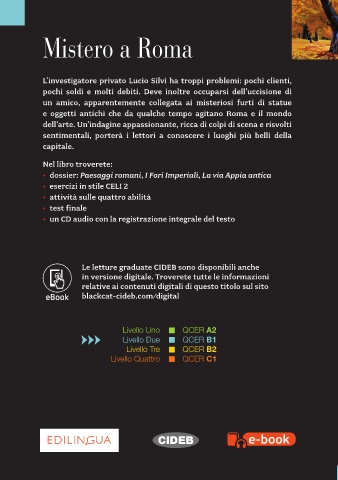 Mistero a Roma
L'investigatore privato Lucio Silvi ha troppi problemi: pochi clienti,
pochi soldi e molti debiti. Deve inoltre occuparsi dell'uccisione di
un amico, apparentemente collegata ai misteriosi furti di statue
e oggetti antichi che da qualche tempo agitano Roma e il mondo
dell'arte. Un'indagine appassionante, ricca di colpi di scena e risvolti
sentimentali, porterà i lettori a conoscere i luoghi più belli della
capitale.
Nel libro troverete:
• dossier: Paesaggi romani, I Fori Imperiali, La via Appia antica
• esercizi in stile CELI 2
• attività sulle quattro abilità
• test finale
• un CD audio con la registrazione integrale del testo
Le letture graduate CIDEB sono disponibili anche
in versione digitale. Troverete tutte le informazioni
relative ai contenuti digitali di questo titolo sul sito
blackcat-cideb.com/digital
eBook
Livello Uno QCER A2
Livello Due QCER B1
Livello Tre QCER B2
Livello Quattro QCER C1
EDILINGUA CIDEB e-book